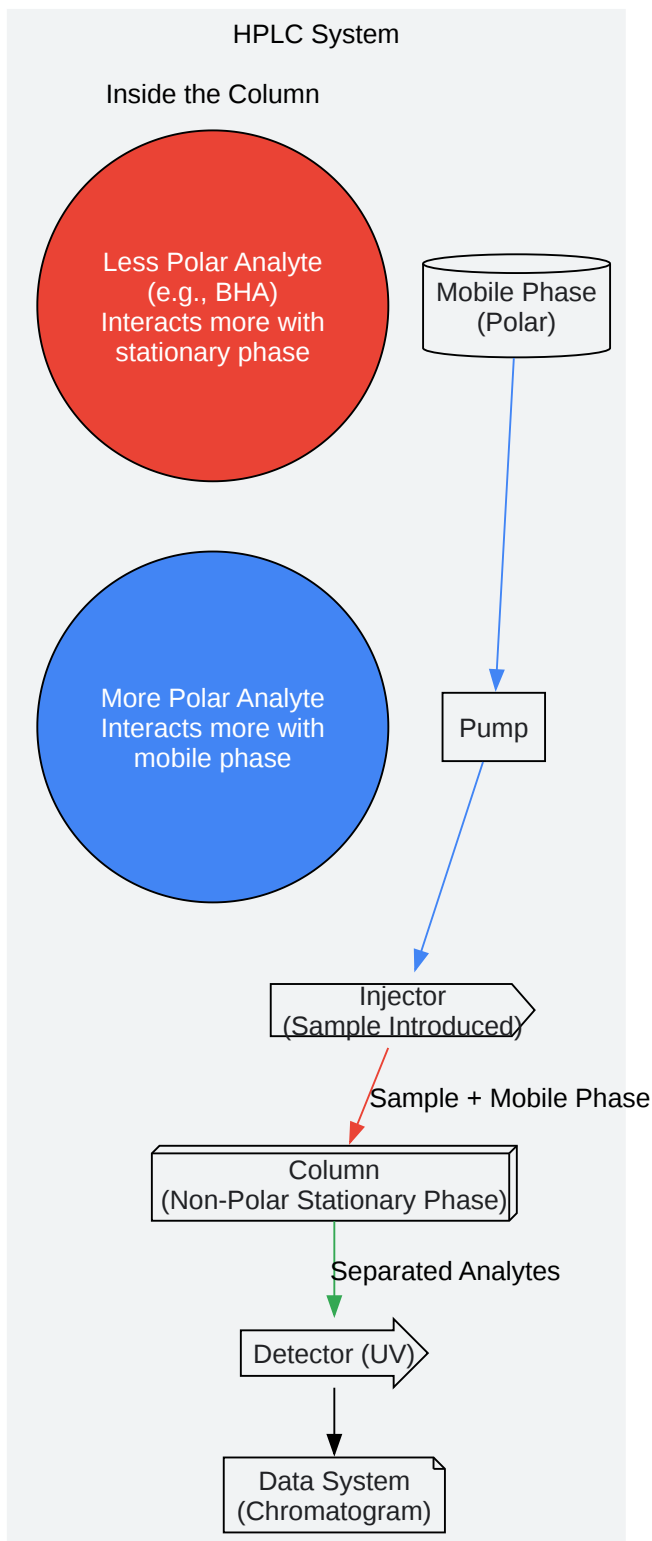 HPLC System
Inside the Column
Less Polar Analyte
(e.g., BHA)
Interacts more with
stationary phase
Mobile Phase
(Polar)
More Polar Analyte
Interacts more with
mobile phase
Pump
Injector
(Sample Introduced)
Sample + Mobile Phase
Column
(Non-Polar Stationary Phase)
Separated Analytes
Detector (UV)
Data System
(Chromatogram)